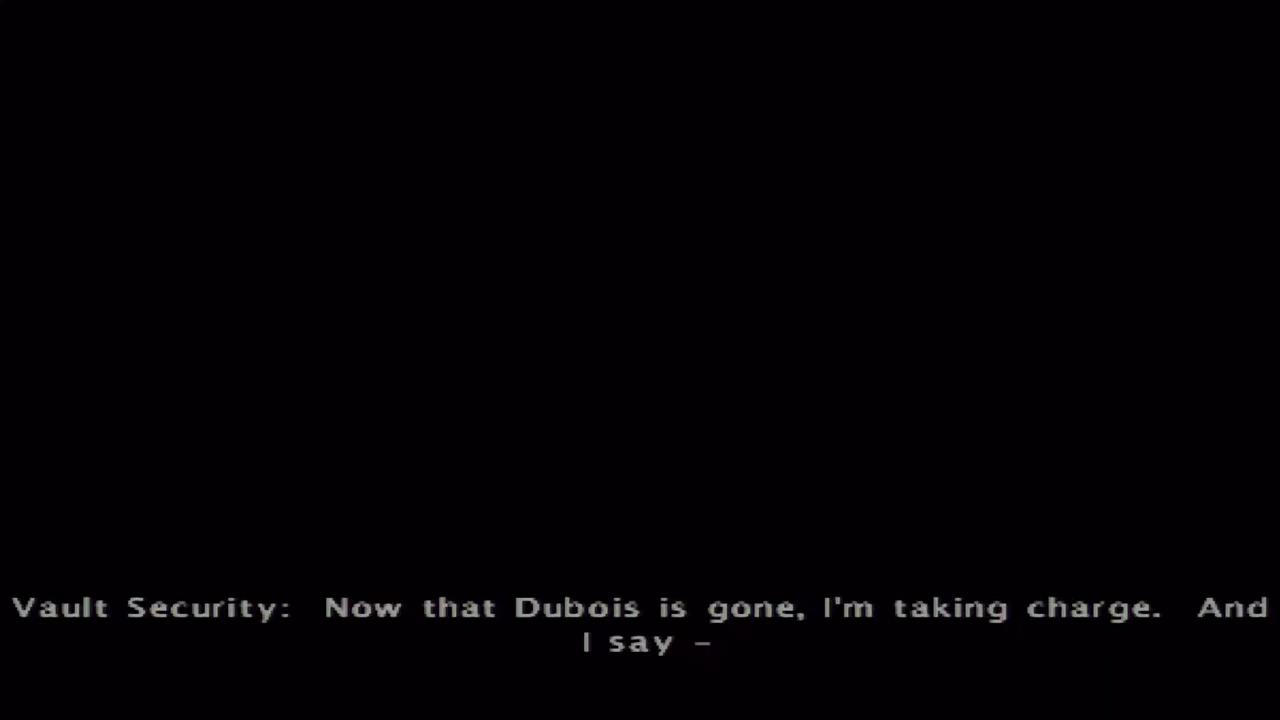 Vault Security:  Now that Dubois is gone, I'm taking charge.  And
I say –